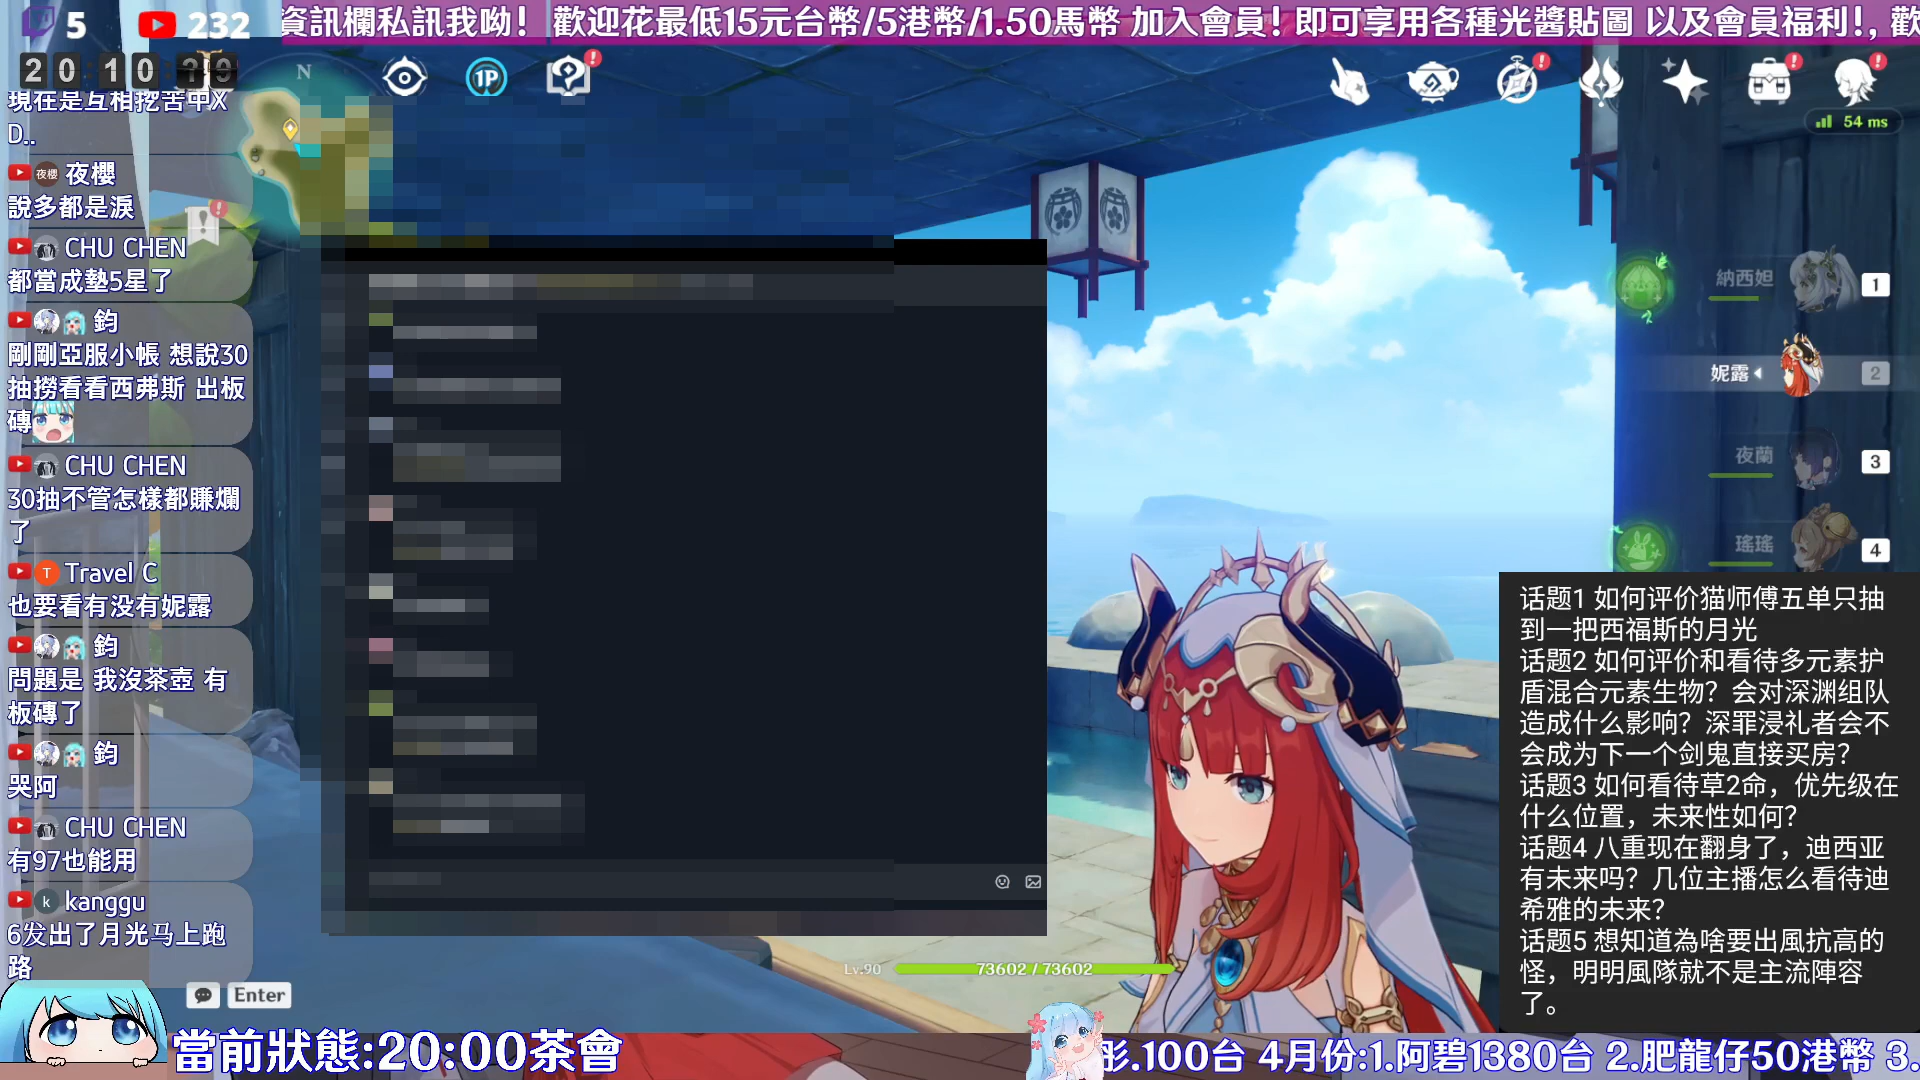 5
232
資訊欄私訊我呦！ 歡迎花最低15元台幣/5港幣/1.50馬幣 加入會員！即可享用各種光醬貼圖 以及會員福利！, 歡
20:10
N
1P
54 ms
現在是互相挖苦中X
D..
夜櫻 夜櫻
說多都是淚
CHU CHEN
都當成墊5星了
鈞
剛剛亞服小帳 想說30
抽撈看看西弗斯 出板
磚
CHU CHEN
30抽不管怎樣都賺爛
了
T Travel C
也要看有没有妮露
鈞
問題是 我沒茶壺 有
板磚了
鈞
哭阿
CHU CHEN
有97也能用
k kanggu
6发出了月光马上跑
路
Enter
納西妲
1
妮露
2
夜蘭
3
瑤瑤
4
话题1 如何评价猫师傅五单只抽
到一把西福斯的月光
话题2 如何评价和看待多元素护
盾混合元素生物？会对深渊组队
造成什么影响？深罪浸礼者会不
会成为下一个剑鬼直接买房？
话题3 如何看待草2命，优先级在
什么位置，未来性如何？
话题4 八重现在翻身了，迪西亚
有未来吗？几位主播怎么看待迪
希雅的未来？
话题5 想知道為啥要出風抗高的
怪，明明風隊就不是主流陣容
了。
Lv.90
73602 / 73602
當前狀態:20:00茶會
彤.100台 4月份:1.阿碧1380台 2.肥龍仔50港幣 3.